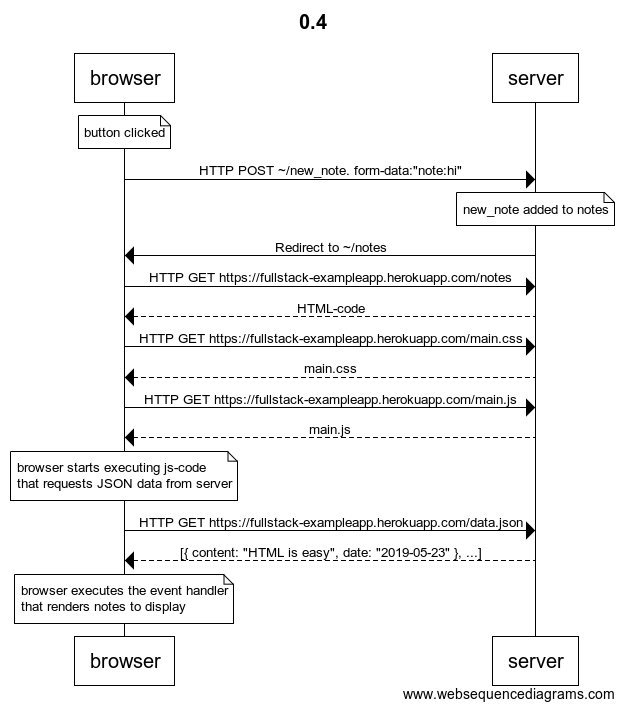 0.4
browser
server
button clicked
HTTP POST ~/new_note. form-data:"note:hi"
new_note added to notes
Redirect to ~/notes
HTTP GET https://fullstack-exampleapp.herokuapp.com/notes
HTML-code
HTTP GET https://fullstack-exampleapp.herokuapp.com/main.css
main.css
HTTP GET https://fullstack-exampleapp.herokuapp.com/main.js
main.js
browser starts executing js-code
that requests JSON data from server
HTTP GET https://fullstack-exampleapp.herokuapp.com/data.json
[{ content: "HTML is easy", date: "2019-05-23" }, ...]
browser executes the event handler
that renders notes to display
browser
server
www.websequencediagrams.com